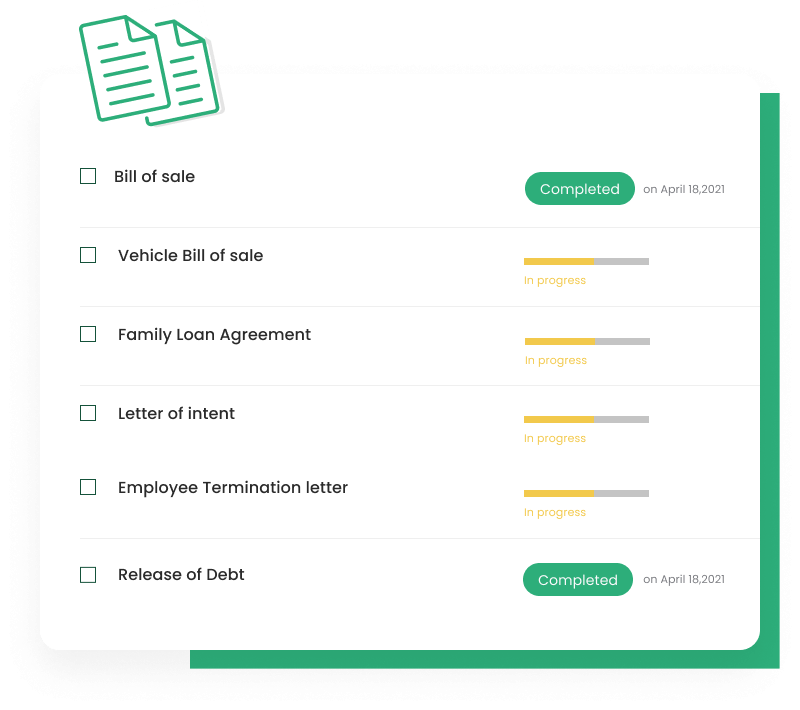 Bill of sale
Completed on April 18,2021
Vehicle Bill of sale
In progress
Family Loan Agreement
In progress
Letter of intent
In progress
Employee Termination letter
In progress
Release of Debt
Completed on April 18,2021